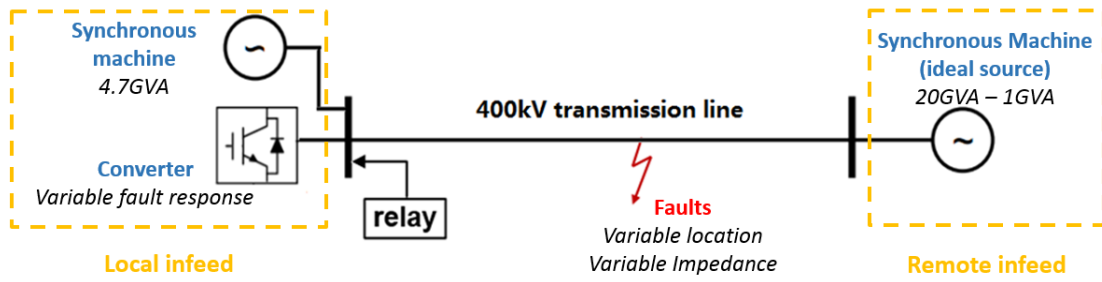 Synchronous
machine
4.7GVA
Converter
Variable fault response
Local infeed
relay
400kV transmission line
Faults
Variable location
Variable Impedance
Synchronous Machine
(ideal source)
20GVA – 1GVA
Remote infeed